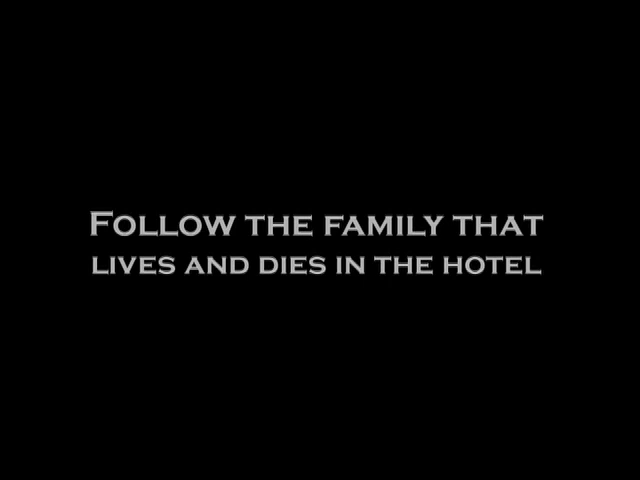 FOLLOW THE FAMILY THAT
LIVES AND DIES IN THE HOTEL